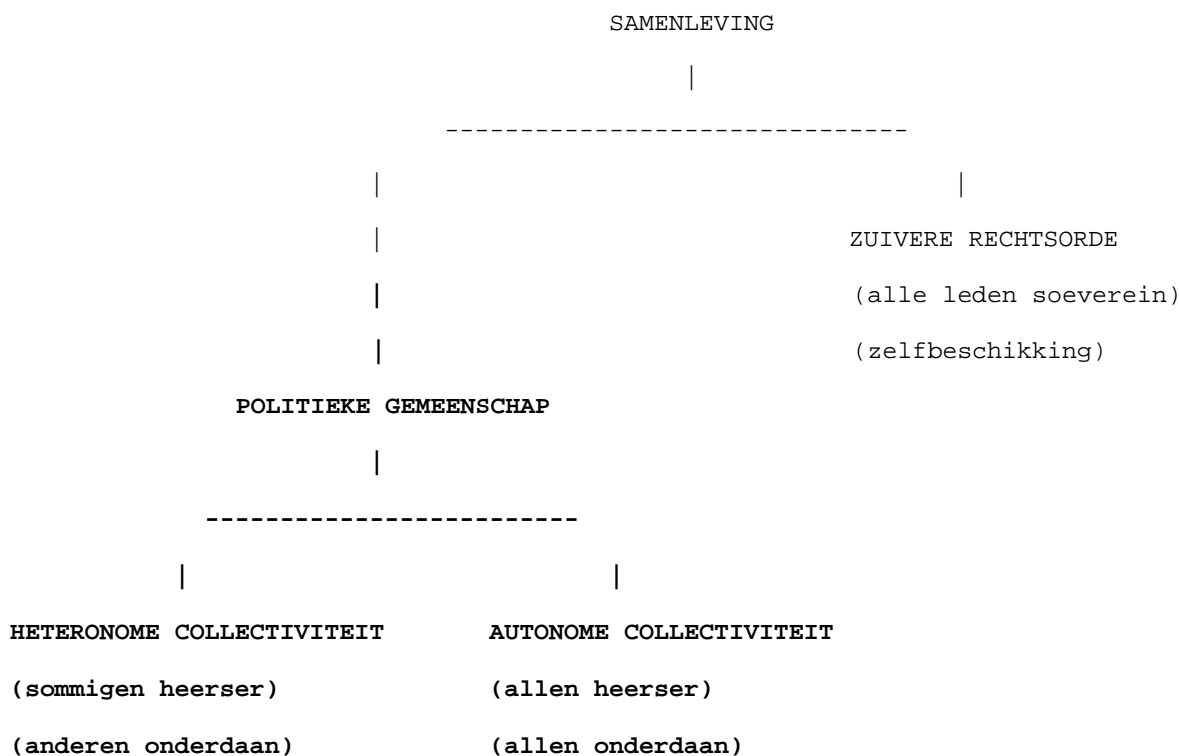 SAMENLEVING
|
-------------------------------
| |
| ZUIVERE RECHTSORDE
| (alle leden soeverein)
| (zelfbeschikking)
POLITIEKE GEMEENSCHAP
|
-------------------------
| |
HETERONOME COLLECTIVITEIT AUTONOME COLLECTIVITEIT
(sommigen heerser) (allen heerser)
(anderen onderdaan) (allen onderdaan)